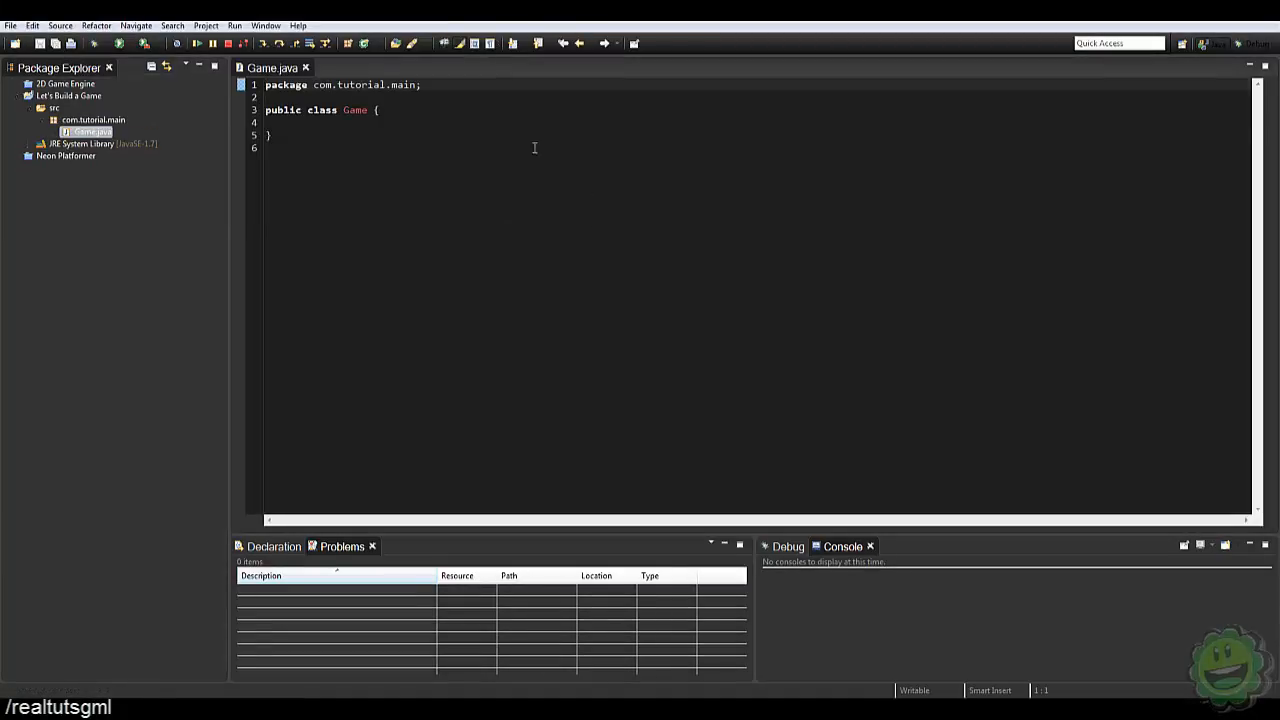 File Edit Source Refactor Navigate Search Project Run Window Help
Quick Access
Java
Debug
Package Explorer
2D Game Engine
Let's Build a Game
src
com.tutorial.main
Game.java
JRE System Library [JavaSE-1.7]
Neon Platformer
Game.java
1 package com.tutorial.main;
2
3 public class Game {
4
5 }
6
Declaration Problems
0 items
Description Resource Path Location Type
Debug Console
No consoles to display at this time.
Writable Smart Insert 1 : 1
/realtutsgml